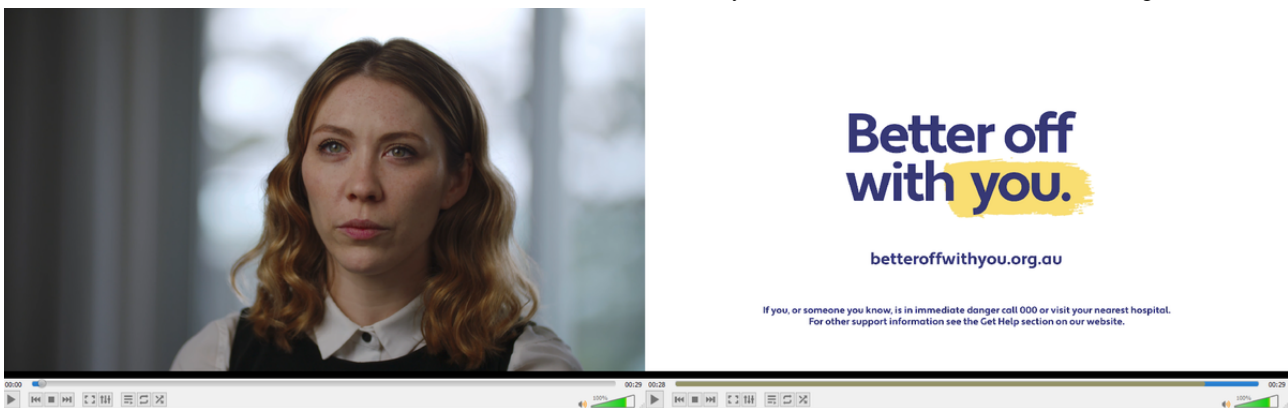 Better off
with you.
betteroffwithyou.org.au
If you, or someone you know, is in immediate danger call 000 or visit your nearest hospital.
For other support information see the Get Help section on our website.
00:00
00:29
00:28
00:29
100%
100%